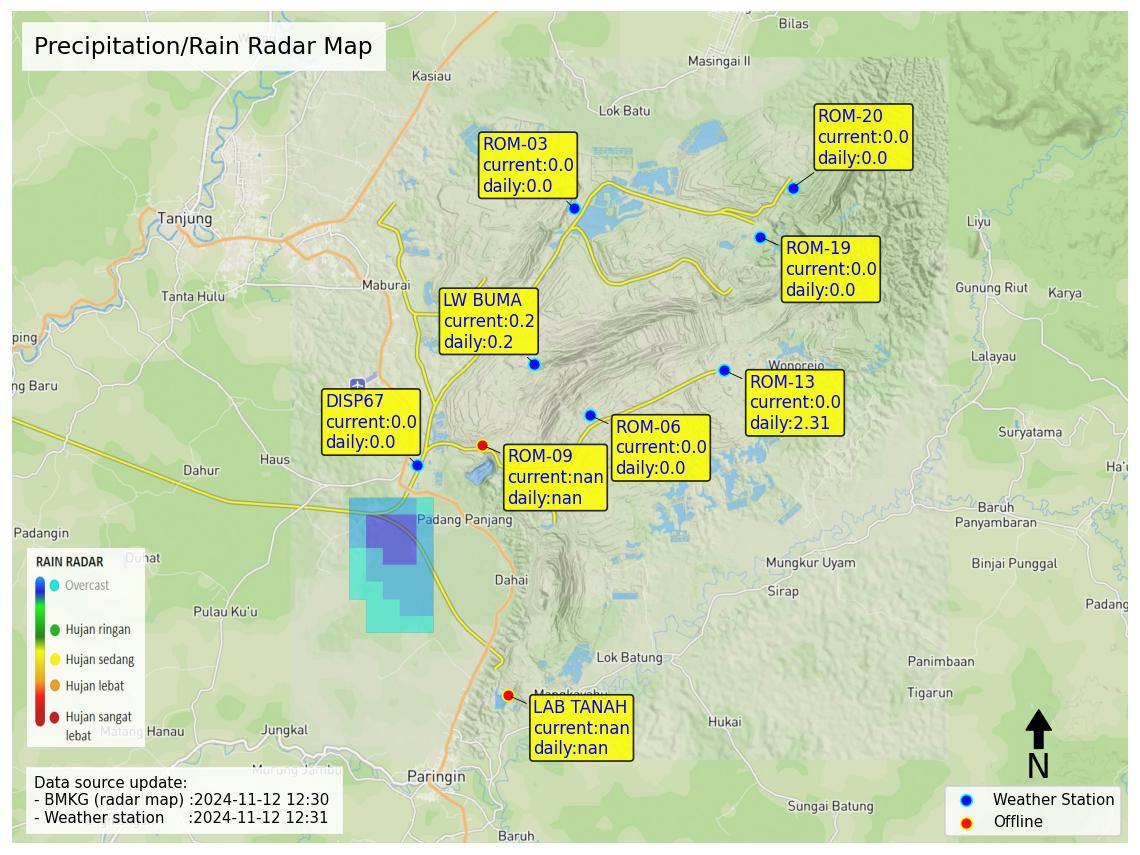 Precipitation/Rain Radar Map
Bilas
Masingai II
Kasiau
Lok Batu
ROM-20
current:0.0
daily:0.0
ROM-03
current:0.0
daily:0.0
Tanjung
Liyu
ROM-19
current:0.0
daily:0.0
Maburai
Tanta Hulu
Gunung Riut
Karya
LW BUMA
current:0.2
daily:0.2
ping
Lalayau
Wonorejo
ng Baru
ROM-13
current:0.0
daily:2.31
DISP67
current:0.0
daily:0.0
ROM-06
current:0.0
daily:0.0
Suryatama
ROM-09
current:nan
daily:nan
Haus
Dahur
Ha'u
Baruh
Panyambaran
Padang Panjang
Padangin
Duhat
Mungkur Uyam
Binjai Punggal
RAIN RADAR
Overcast
Hujan ringan
Hujan sedang
Hujan lebat
Hujan sangat
lebat
Dahai
Sirap
Padang
Pulau Ku'u
Lok Batung
Panimbaan
Mangkayahu
Tigarun
LAB TANAH
current:nan
daily:nan
Hukai
Matang Hanau
Jungkal
N
Murung Jambu
Paringin
Data source update:
- BMKG (radar map) :2024-11-12 12:30
- Weather station :2024-11-12 12:31
Sungai Batung
Baruh
Weather Station
Offline